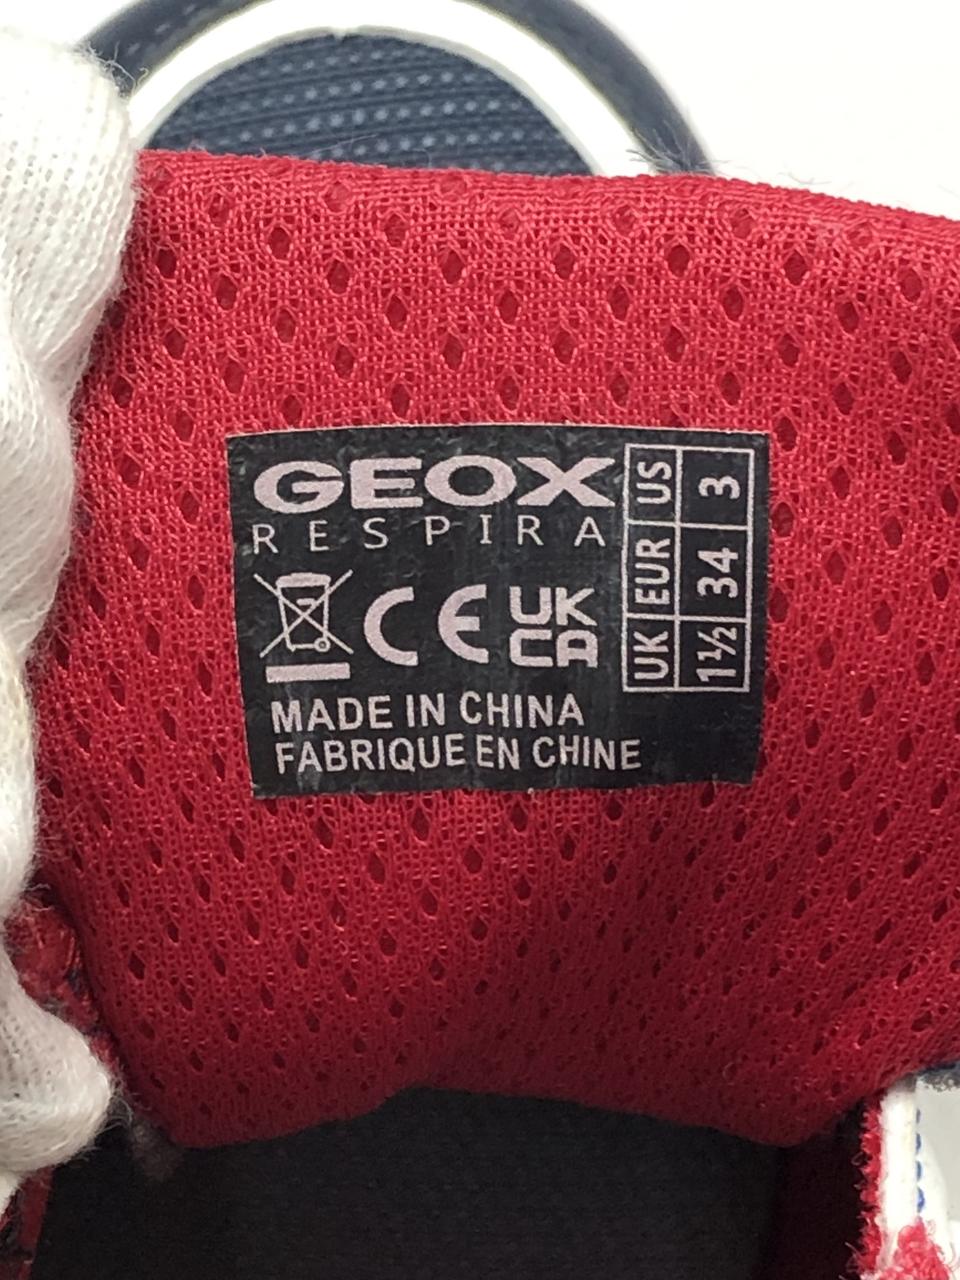 GEOX
RESPIRA
CE UK
CA
MADE IN CHINA
FABRIQUE EN CHINE
UK EUR US
1½ 34 3